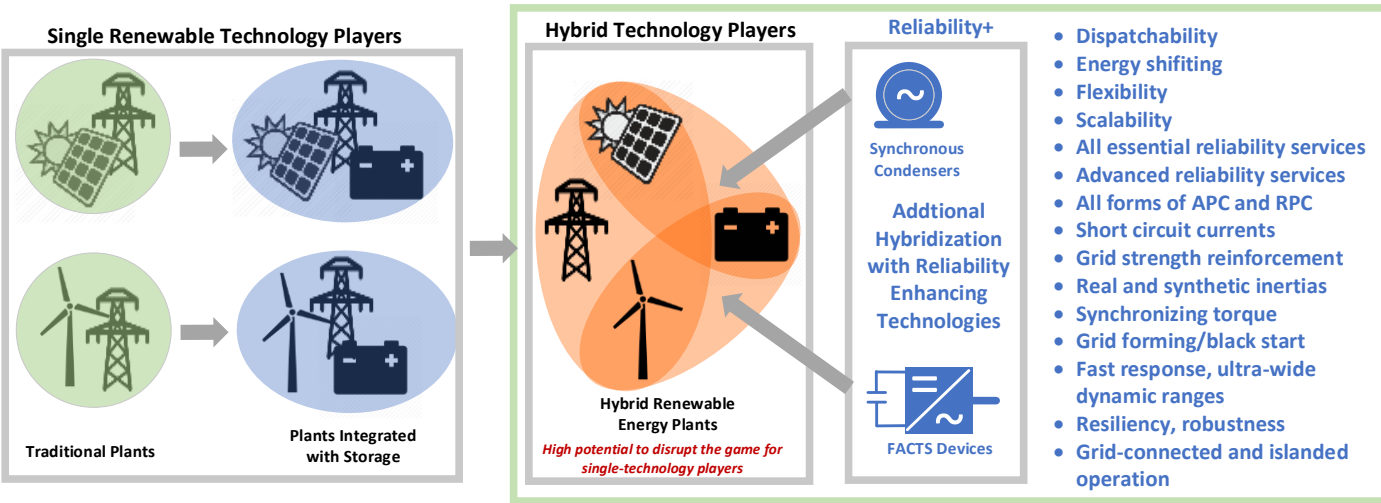 Single Renewable Technology Players
Traditional Plants
Plants Integrated
with Storage
Hybrid Technology Players
Hybrid Renewable
Energy Plants
High potential to disrupt the game for
single-technology players
Reliability+
Synchronous
Condensers
Addtional
Hybridization
with Reliability
Enhancing
Technologies
FACTS Devices
• Dispatchability
• Energy shifiting
• Flexibility
• Scalability
• All essential reliability services
• Advanced reliability services
• All forms of APC and RPC
• Short circuit currents
• Grid strength reinforcement
• Real and synthetic inertias
• Synchronizing torque
• Grid forming/black start
• Fast response, ultra-wide
dynamic ranges
• Resiliency, robustness
• Grid-connected and islanded
operation